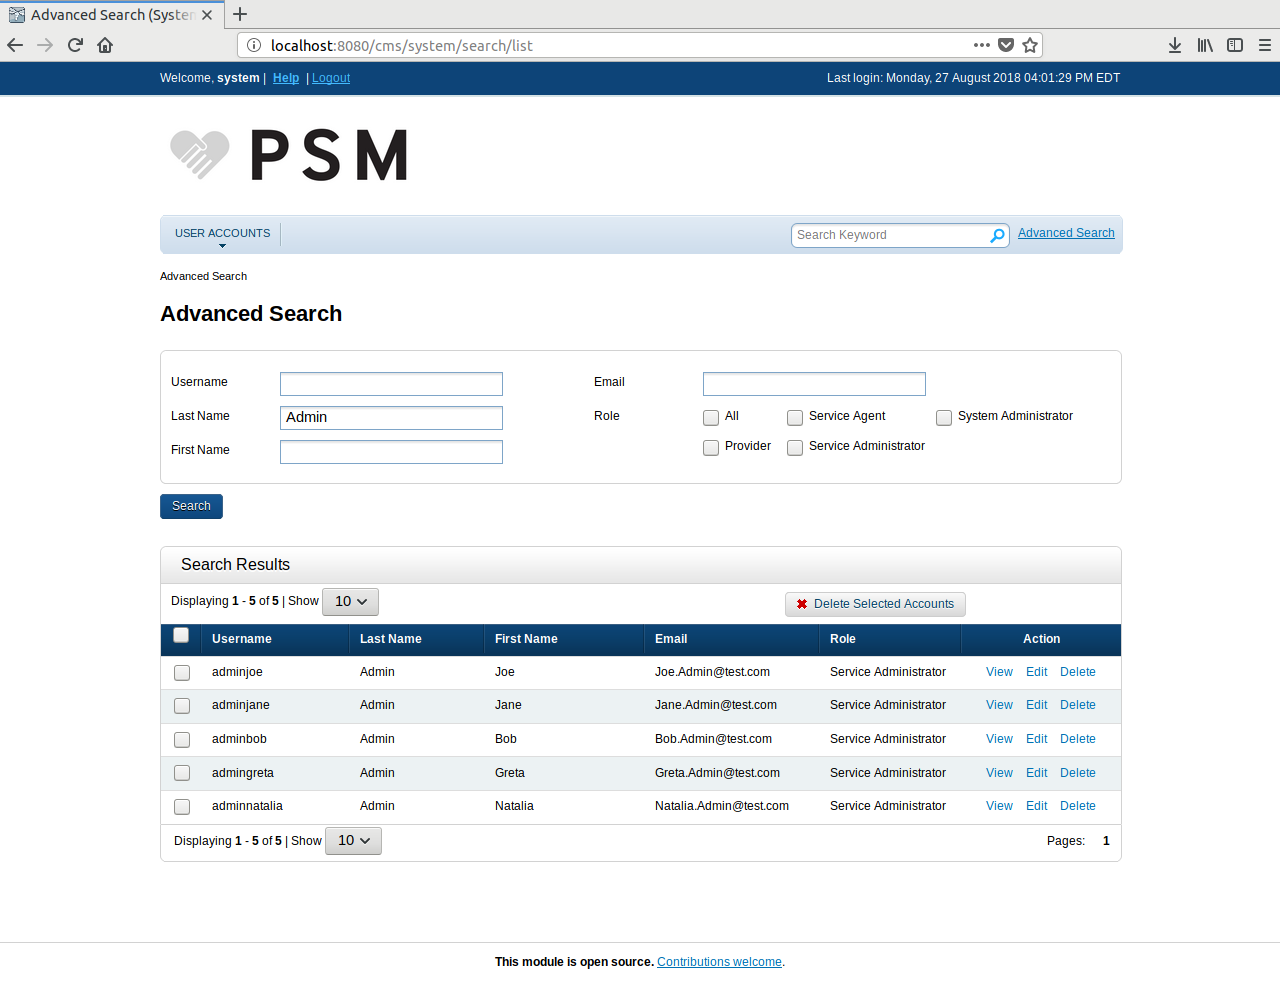 Advanced Search (System
localhost:8080/cms/system/search/list
Welcome, system | Help | Logout
Last login: Monday, 27 August 2018 04:01:29 PM EDT
PSM
USER ACCOUNTS
Search Keyword
Advanced Search
Advanced Search
Advanced Search
Username
Email
Last Name
Admin
Role
All
Service Agent
System Administrator
First Name
Provider
Service Administrator
Search
Search Results
Displaying 1 - 5 of 5 | Show 10
Delete Selected Accounts
Username Last Name First Name Email Role Action
adminjoe Admin Joe Joe.Admin@test.com Service Administrator View Edit Delete
adminjane Admin Jane Jane.Admin@test.com Service Administrator View Edit Delete
adminbob Admin Bob Bob.Admin@test.com Service Administrator View Edit Delete
admingreta Admin Greta Greta.Admin@test.com Service Administrator View Edit Delete
adminnatalia Admin Natalia Natalia.Admin@test.com Service Administrator View Edit Delete
Displaying 1 - 5 of 5 | Show 10
Pages: 1
This module is open source. Contributions welcome.